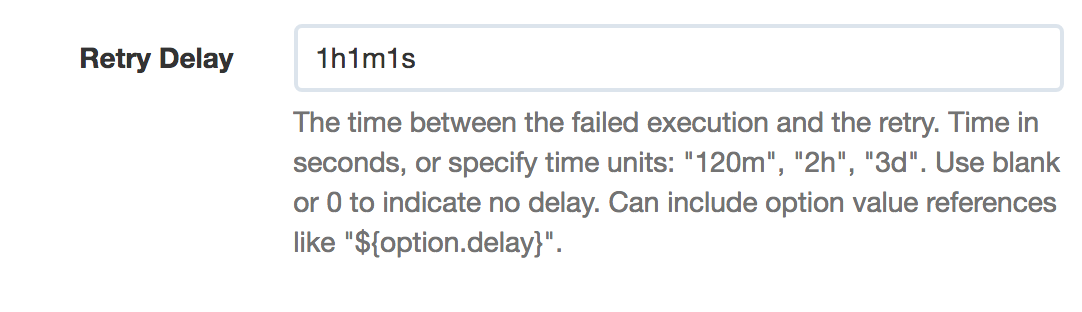 Retry Delay 1h1m1s
The time between the failed execution and the retry. Time in
seconds, or specify time units: "120m", "2h", "3d". Use blank
or 0 to indicate no delay. Can include option value references
like "${option.delay}".